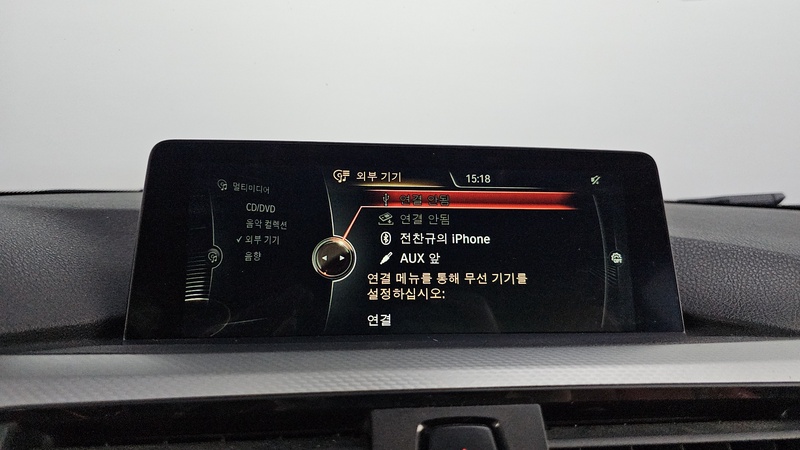 멀티미디어
CD/DVD
음악 컬렉션
✓ 외부 기기
음향
외부 기기
15:18
연결 안됨
연결 안됨
전찬규의 iPhone
AUX 앞
연결 메뉴를 통해 무선 기기를
설정하십시오:
연결
OFF